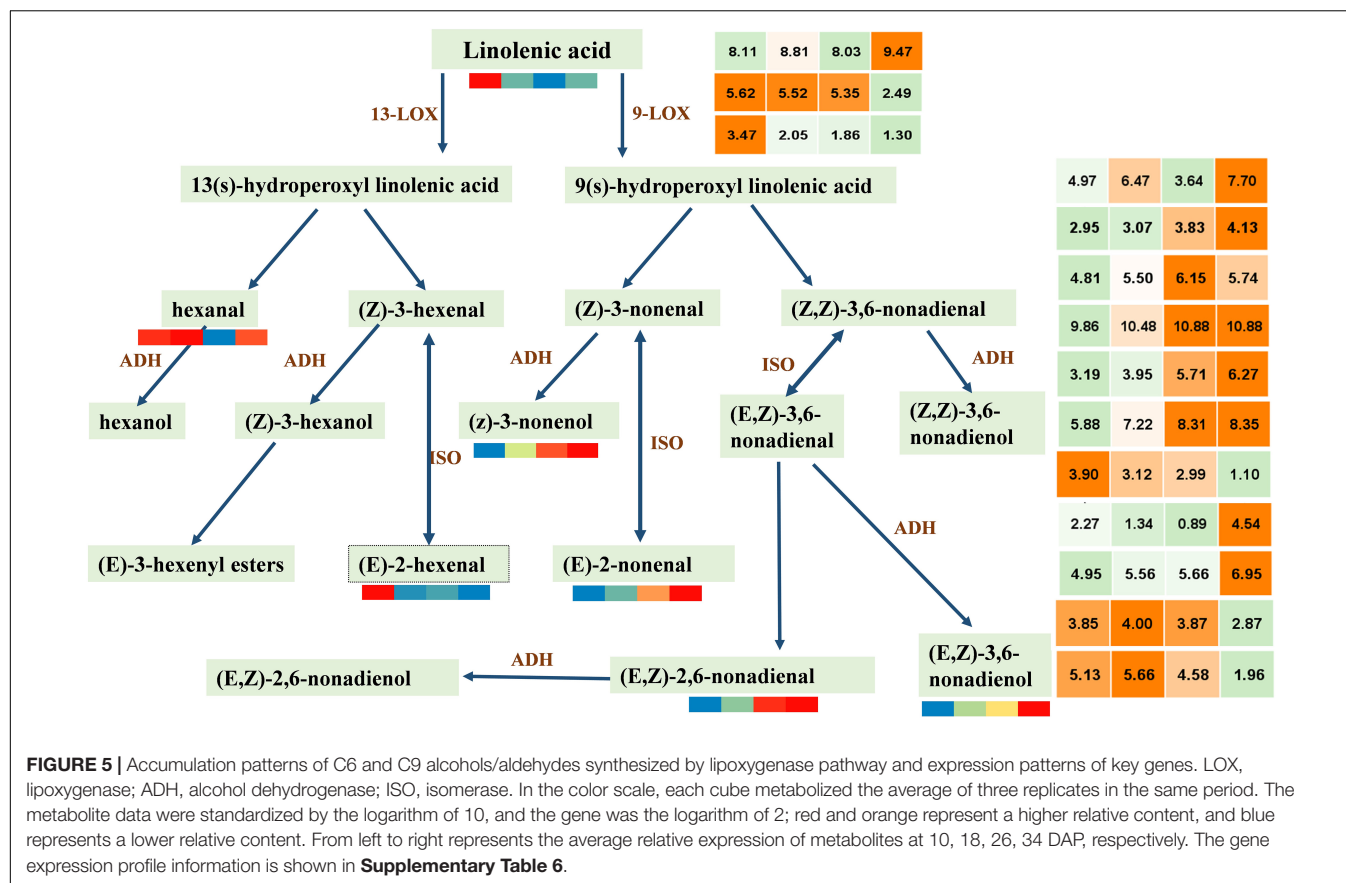 Linolenic acid
8.11 8.81 8.03 9.47
5.62 5.52 5.35 2.49
3.47 2.05 1.86 1.30
13-LOX 9-LOX
13(s)-hydroperoxyl linolenic acid 9(s)-hydroperoxyl linolenic acid
4.97 6.47 3.64 7.70
2.95 3.07 3.83 4.13
4.81 5.50 6.15 5.74
9.86 10.48 10.88 10.88
3.19 3.95 5.71 6.27
5.88 7.22 8.31 8.35
3.90 3.12 2.99 1.10
2.27 1.34 0.89 4.54
4.95 5.56 5.66 6.95
3.85 4.00 3.87 2.87
5.13 5.66 4.58 1.96
hexanal (Z)-3-hexenal (Z)-3-nonenal (Z,Z)-3,6-nonadienal
ADH ADH ADH ISO ADH
hexanol (Z)-3-hexanol (z)-3-nonenol (E,Z)-3,6- (Z,Z)-3,6-
nonadienal nonadienol
ISO ISO
ADH
(E)-3-hexenyl esters (E)-2-hexenal (E)-2-nonenal
(E,Z)-2,6-nonadienol ADH (E,Z)-2,6-nonadienal (E,Z)-3,6-
nonadienol
FIGURE 5 | Accumulation patterns of C6 and C9 alcohols/aldehydes synthesized by lipoxygenase pathway and expression patterns of key genes. LOX,
lipoxygenase; ADH, alcohol dehydrogenase; ISO, isomerase. In the color scale, each cube metabolized the average of three replicates in the same period. The
metabolite data were standardized by the logarithm of 10, and the gene was the logarithm of 2; red and orange represent a higher relative content, and blue
represents a lower relative content. From left to right represents the average relative expression of metabolites at 10, 18, 26, 34 DAP, respectively. The gene
expression profile information is shown in Supplementary Table 6.